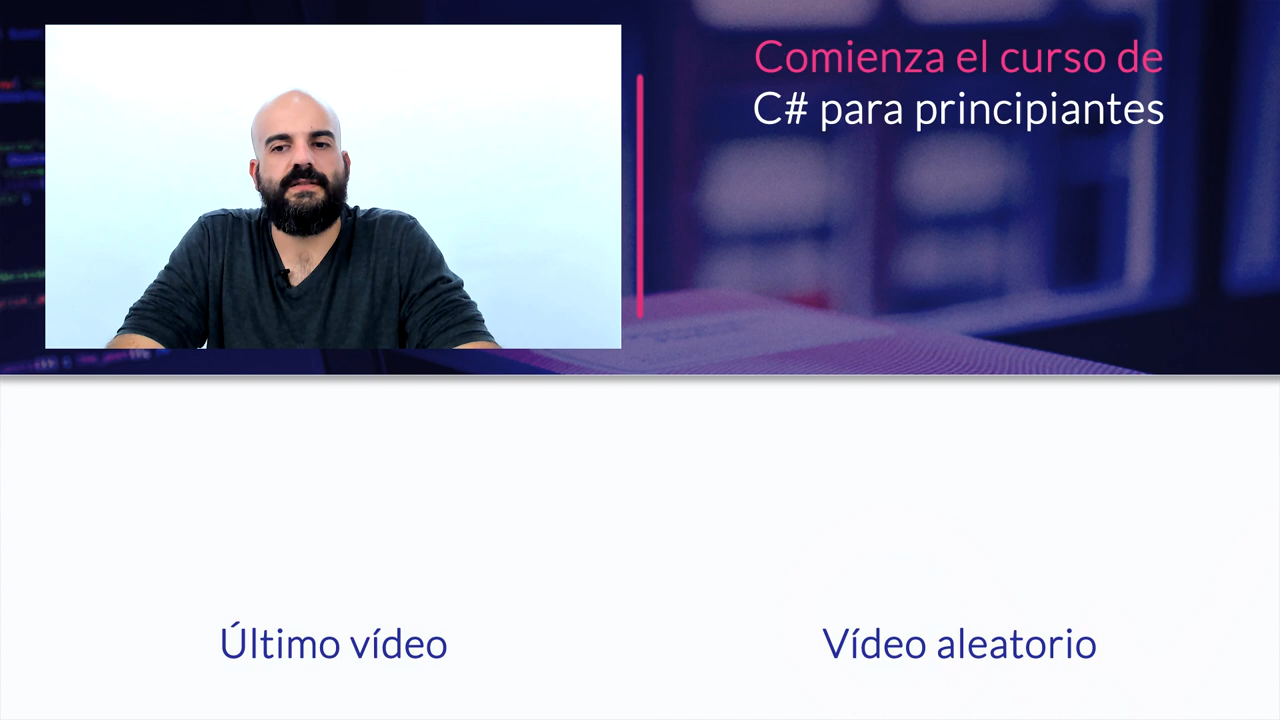 Comienza el curso de
C# para principiantes
Último vídeo
Vídeo aleatorio